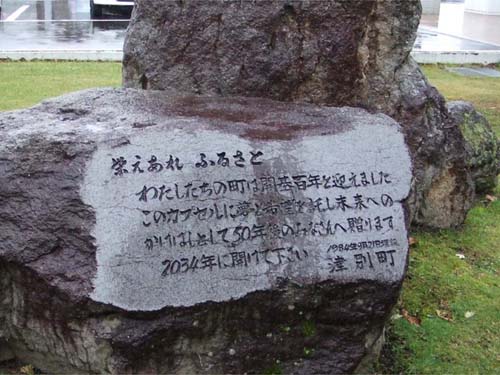 栄えあれ ふるさと
わたしたちの町は開基百年を迎えました
このカプセルに夢と希望を託し未来への
かけはしとして50年後のみなさんへ贈ります
2034年に開けて下さい
1984年9月21日埋設
津別町